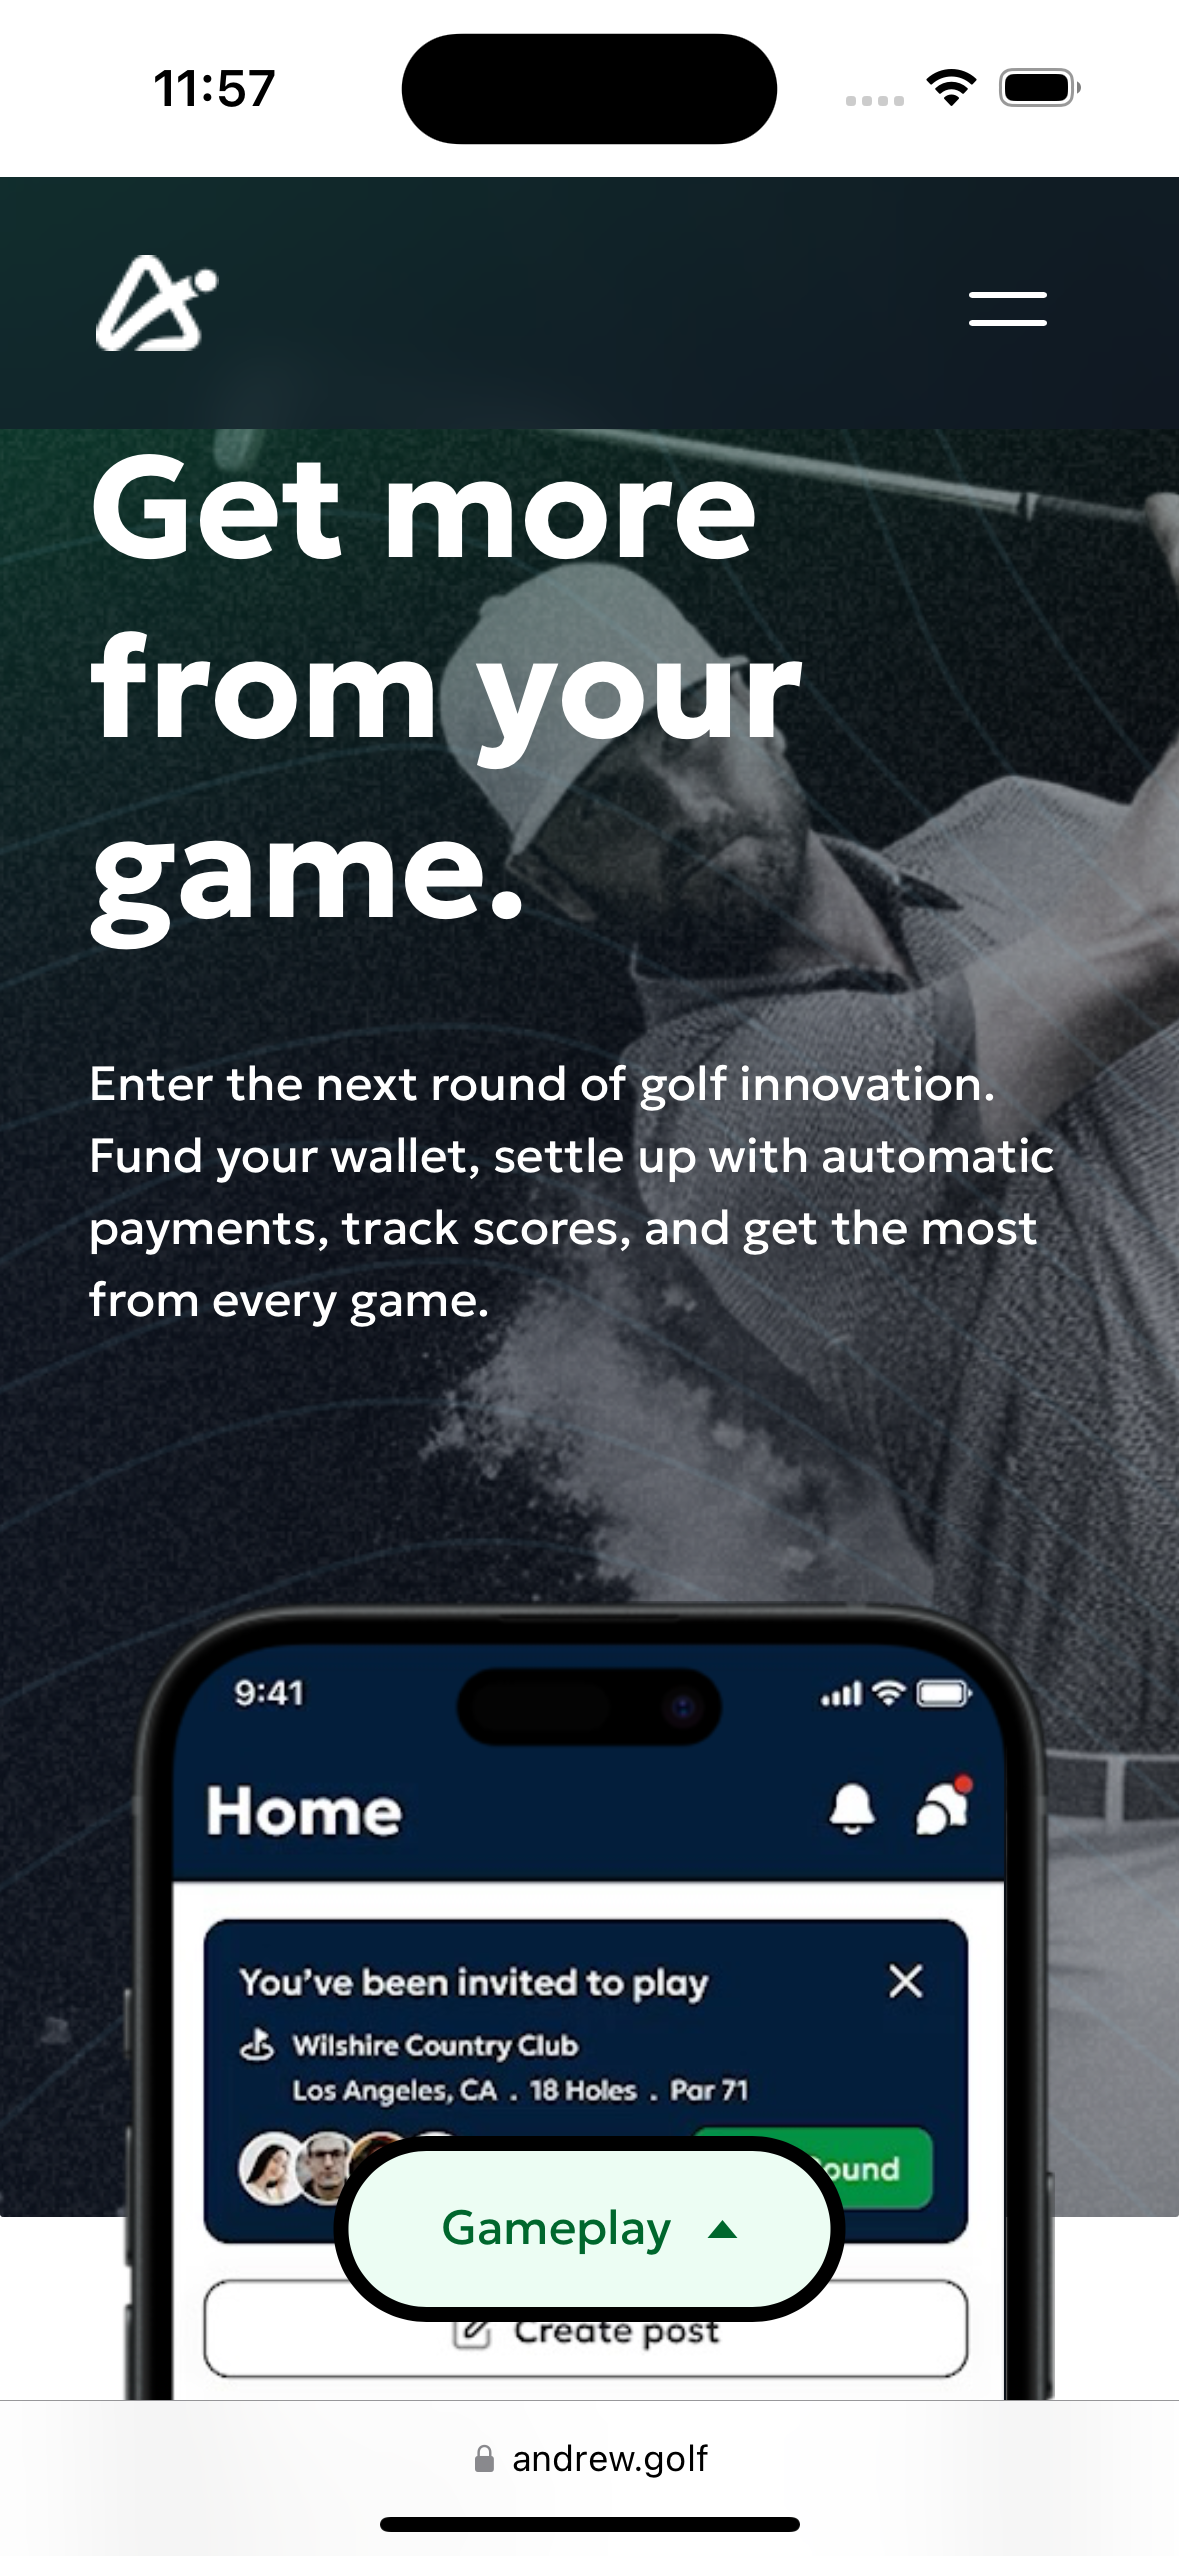 11:57
Get more
from your
game.
Enter the next round of golf innovation.
Fund your wallet, settle up with automatic
payments, track scores, and get the most
from every game.
9:41
Home
You've been invited to play
Wilshire Country Club
Los Angeles, CA . 18 Holes . Par 71
Gameplay
Create post
andrew.golf